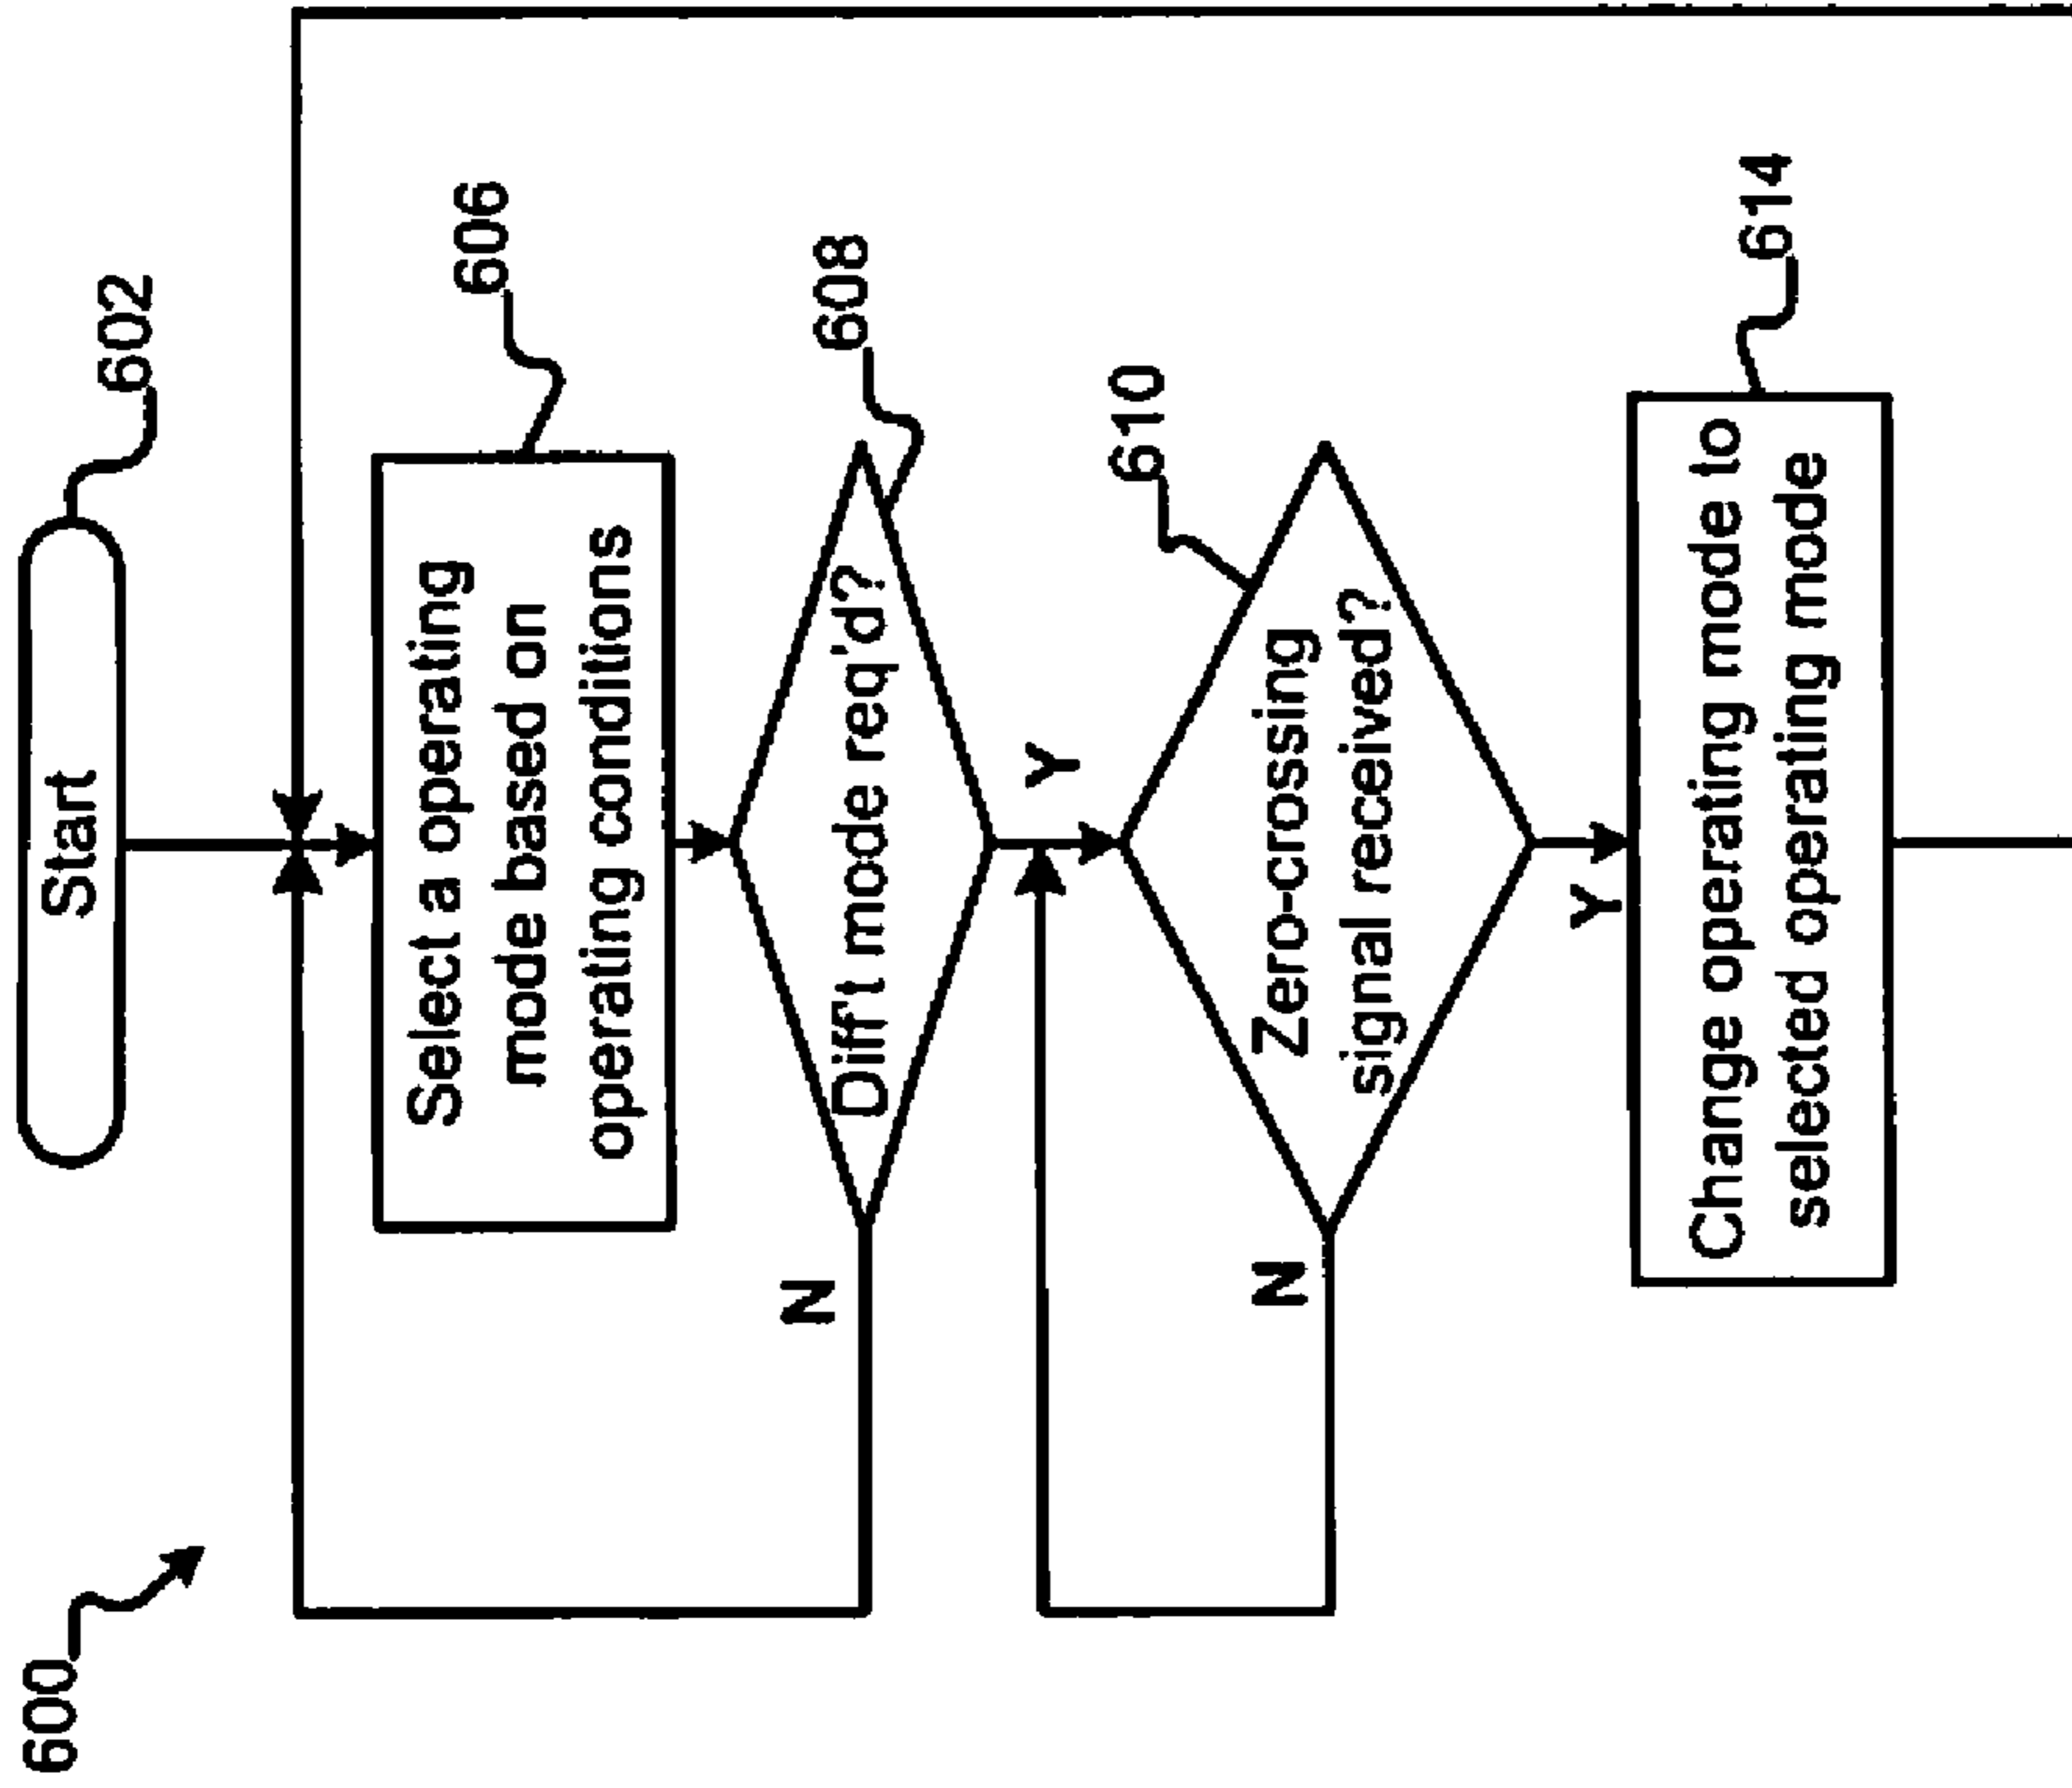 600
Start
602
Select a operating
mode based on
operating conditions
606
Diff't mode req'd?
608
N
Y
Zero-crossing
signal received?
610
N
Y
Change operating mode to
selected operating mode
614